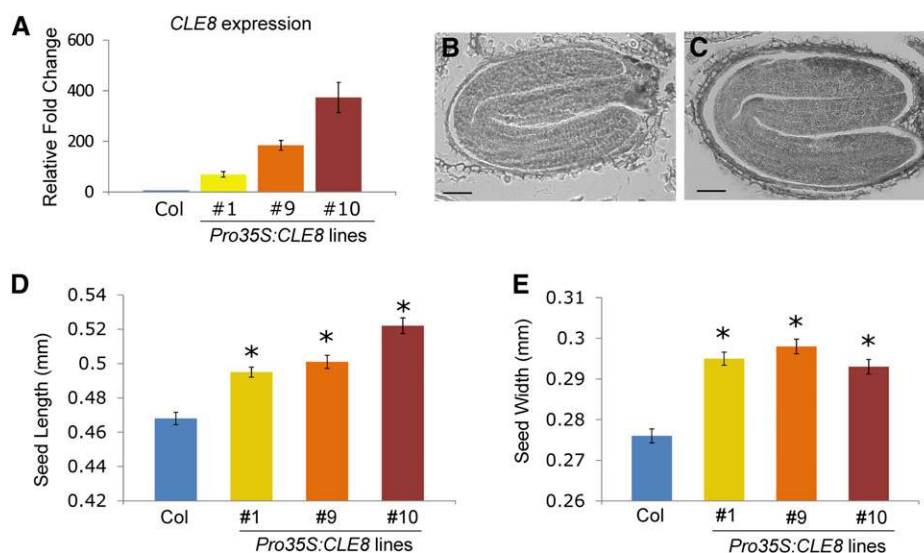 A
CLE8 expression
Relative Fold Change
600
400
200
0
Col
#1
#9
#10
Pro35S:CLE8 lines
B
C
D
Seed Length (mm)
0.54
0.52
0.5
0.48
0.46
0.44
0.42
*
*
*
Col
#1
#9
#10
Pro35S:CLE8 lines
E
Seed Width (mm)
0.31
0.3
0.29
0.28
0.27
0.26
*
*
*
Col
#1
#9
#10
Pro35S:CLE8 lines